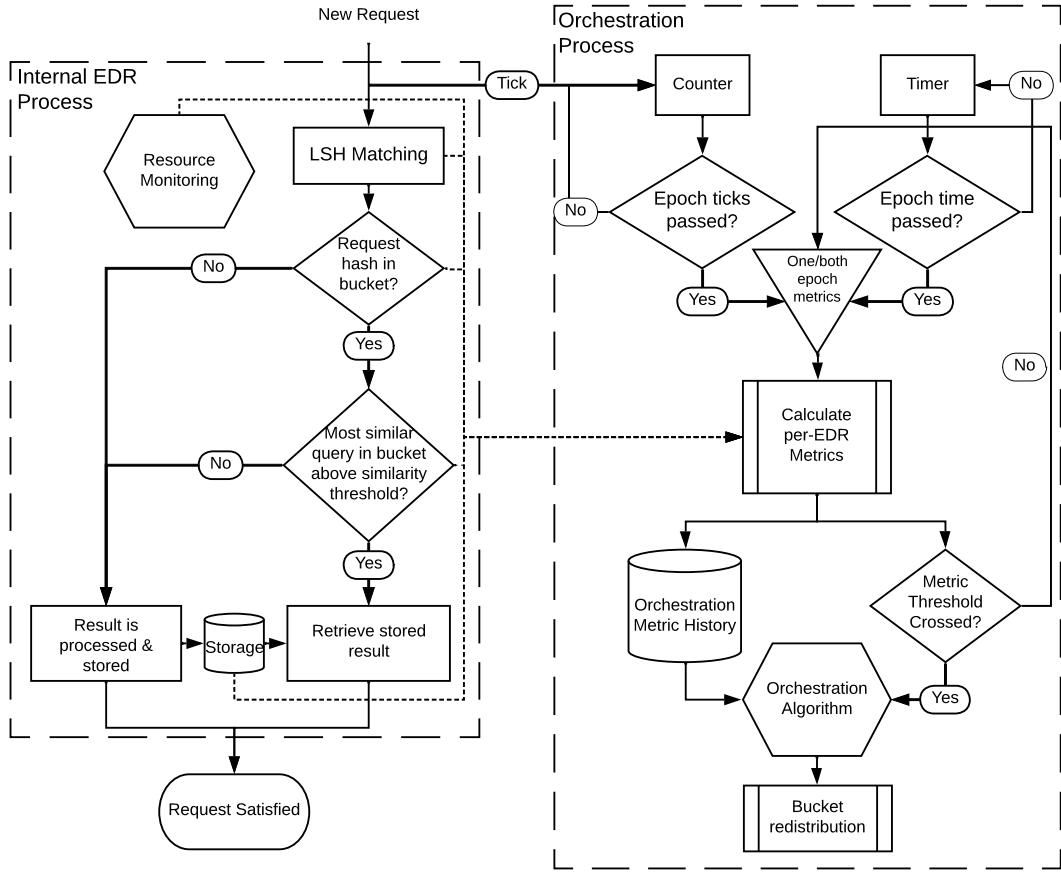 New Request
Internal EDR
Process
Tick
Resource
Monitoring
LSH Matching
Request
hash in
bucket?
No
Yes
Most similar
query in bucket
above similarity
threshold?
No
Yes
Result is
processed &
stored
Storage
Retrieve stored
result
Request Satisfied
Orchestration
Process
Counter
Timer
No
Epoch ticks
passed?
No
Epoch time
passed?
Yes
One/both
epoch
metrics
Yes
No
Calculate
per-EDR
Metrics
Orchestration
Metric History
Metric
Threshold
Crossed?
Yes
Orchestration
Algorithm
Bucket
redistribution